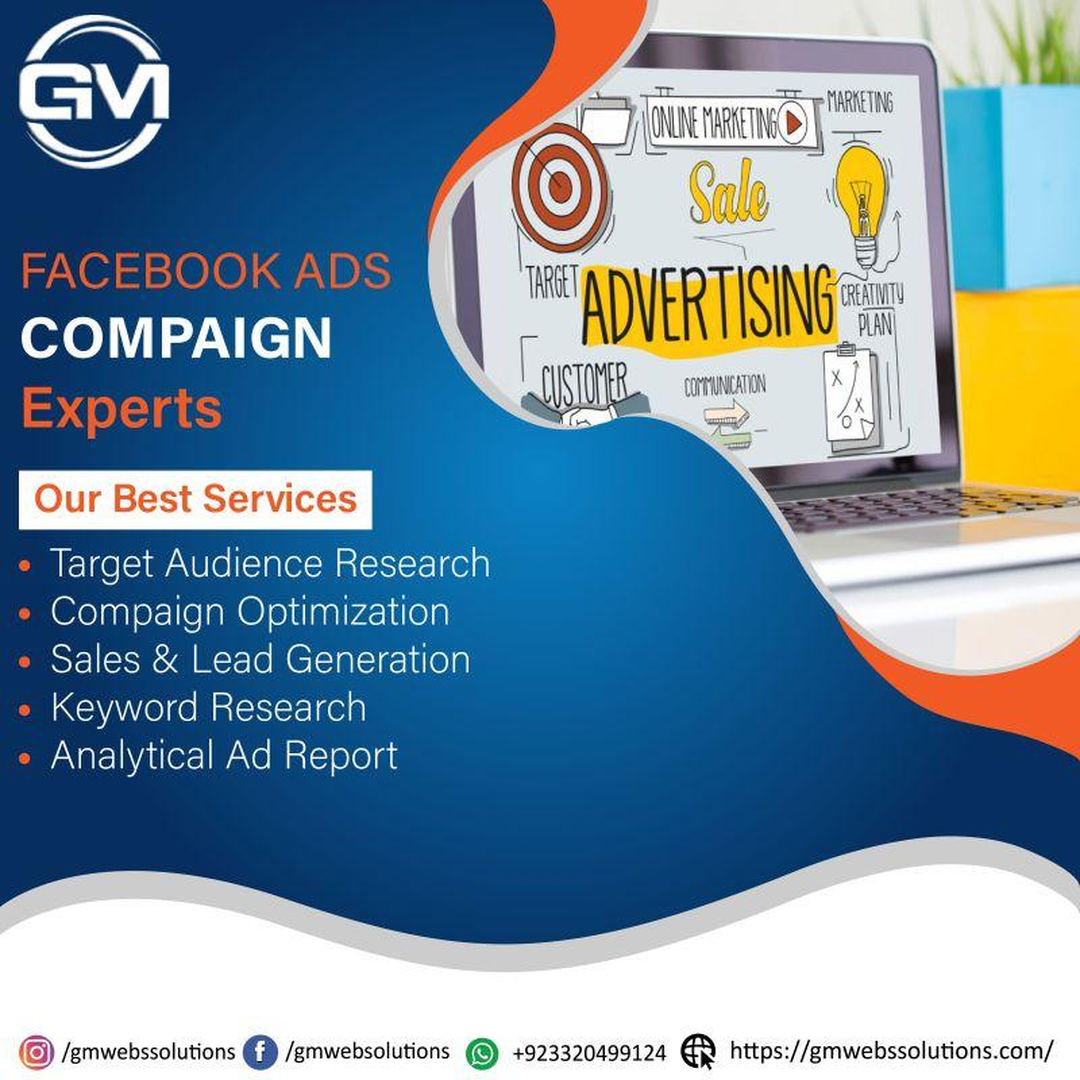 GM
FACEBOOK ADS
COMPAIGN
Experts
Our Best Services
Target Audience Research
Compaign Optimization
Sales & Lead Generation
Keyword Research
Analytical Ad Report
ONLINE MARKETING
MARKETING
Sale
TARGET
ADVERTISING
CREATIVITY
PLAN
CUSTOMER
COMMUNICATION
/gmwebssolutions /gmwebsolutions +923320499124 https://gmwebssolutions.com/